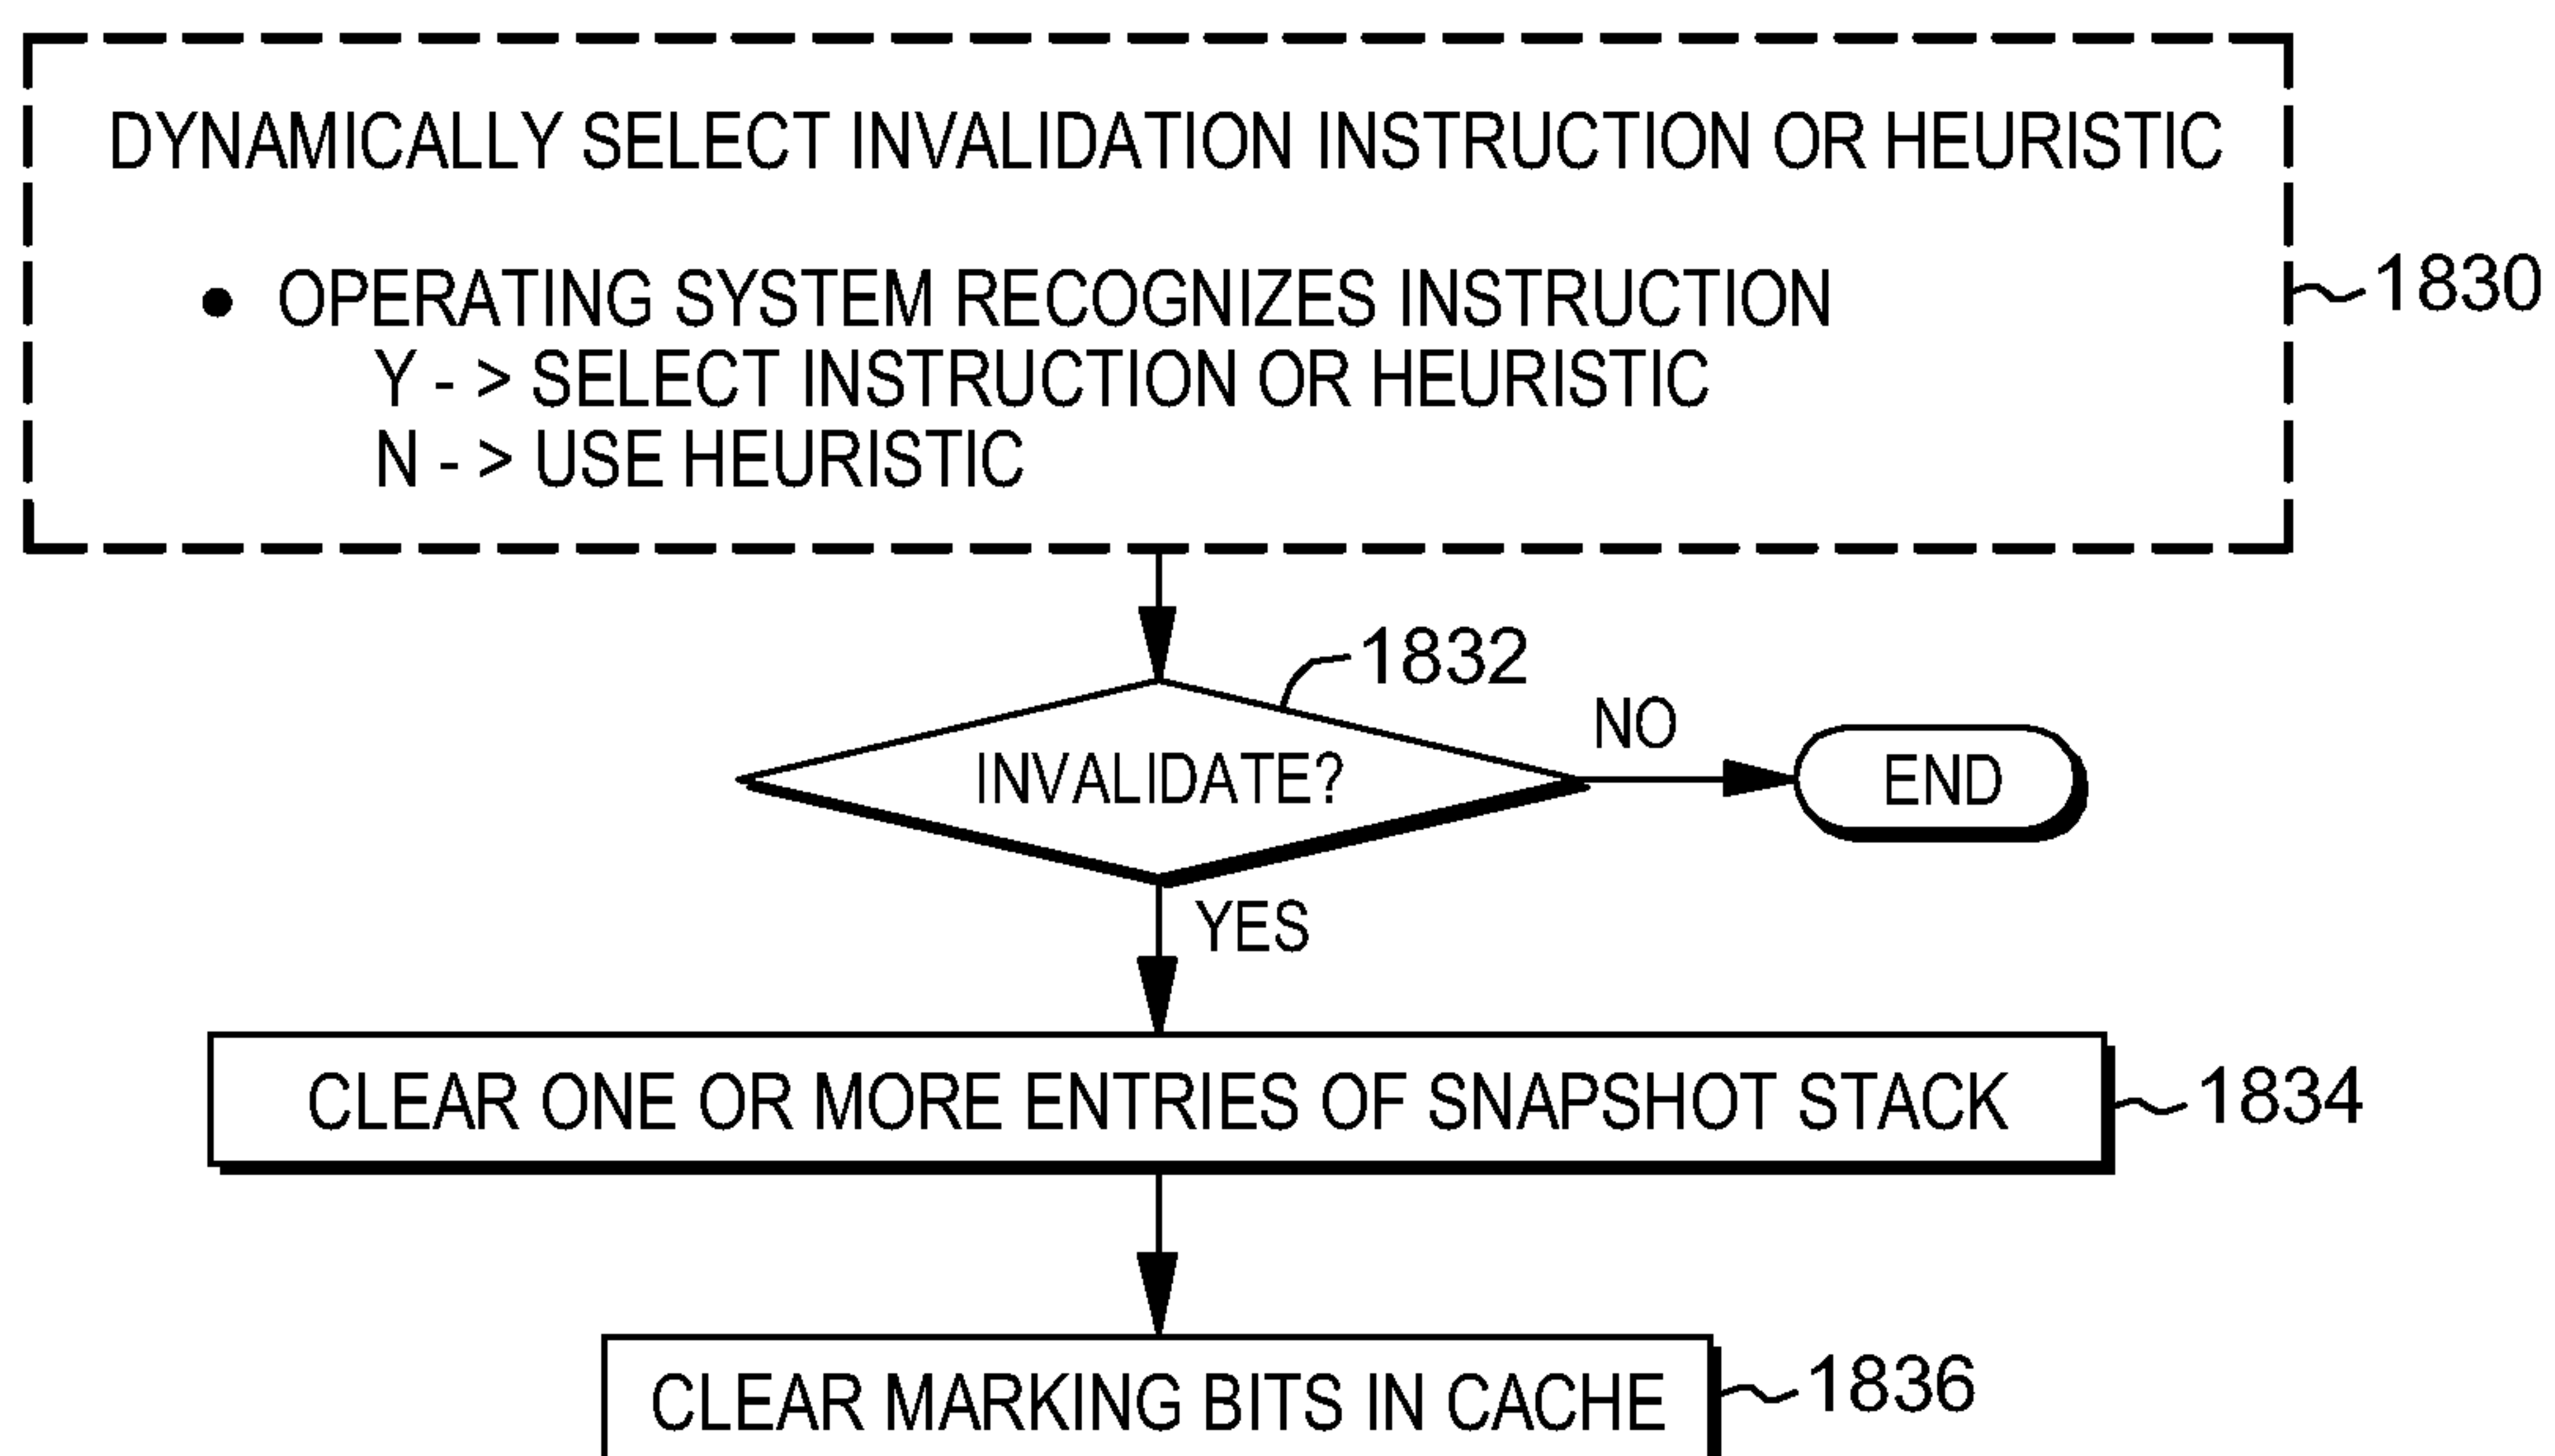 DYNAMICALLY SELECT INVALIDATION INSTRUCTION OR HEURISTIC
• OPERATING SYSTEM RECOGNIZES INSTRUCTION
1830
Y - > SELECT INSTRUCTION OR HEURISTIC
N - > USE HEURISTIC
1832
INVALIDATE?
NO
END
YES
CLEAR ONE OR MORE ENTRIES OF SNAPSHOT STACK
1834
CLEAR MARKING BITS IN CACHE
1836